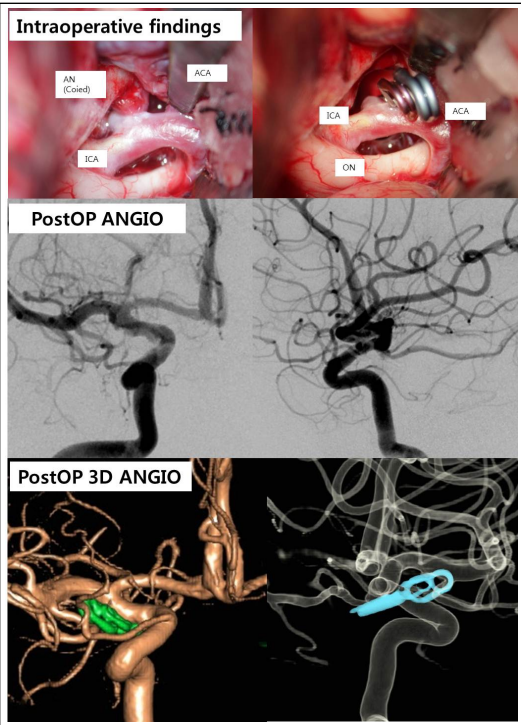 Intraoperative findings
AN
(Coied)
ACA
ICA
ICA
ACA
ON
PostOP ANGIO
PostOP 3D ANGIO